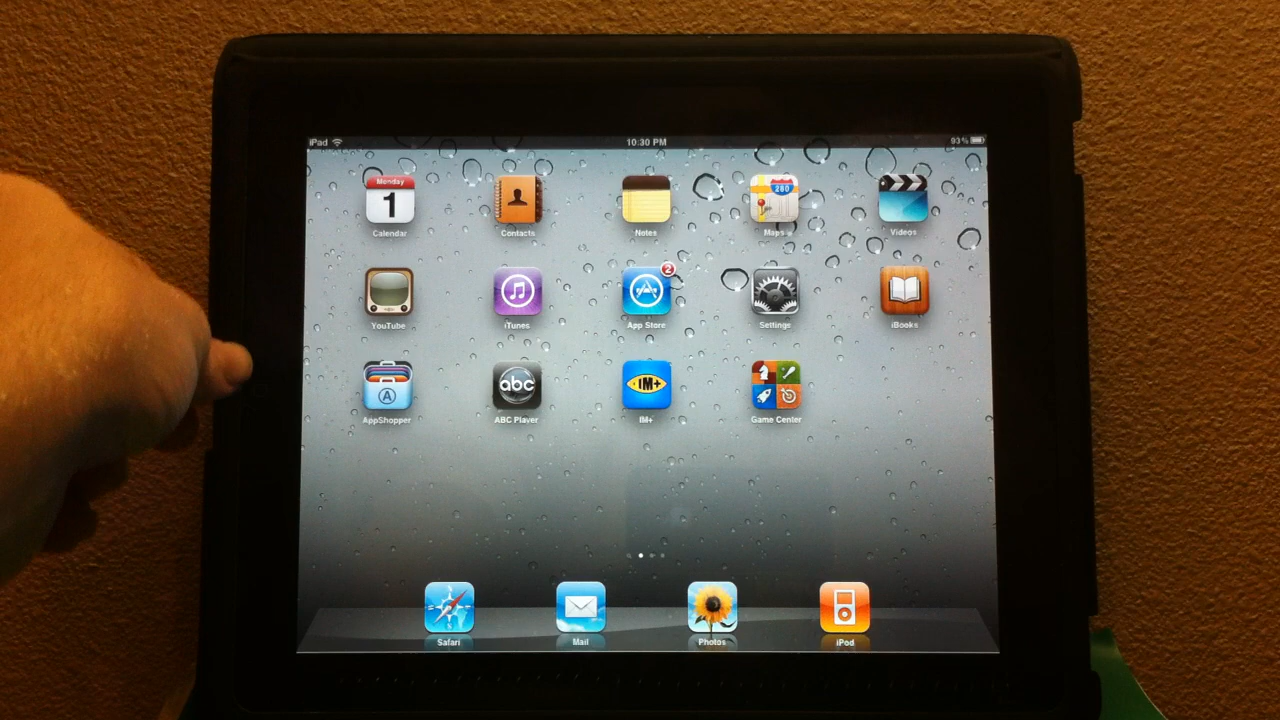 iPad 10:30 PM 93%
Monday 280
1
Calendar Contacts Notes Maps Videos
2
YouTube iTunes App Store Settings iBooks
abc IM+
A
AppShopper ABC Player IM+ Game Center
N
Safari Mail Photos iPod